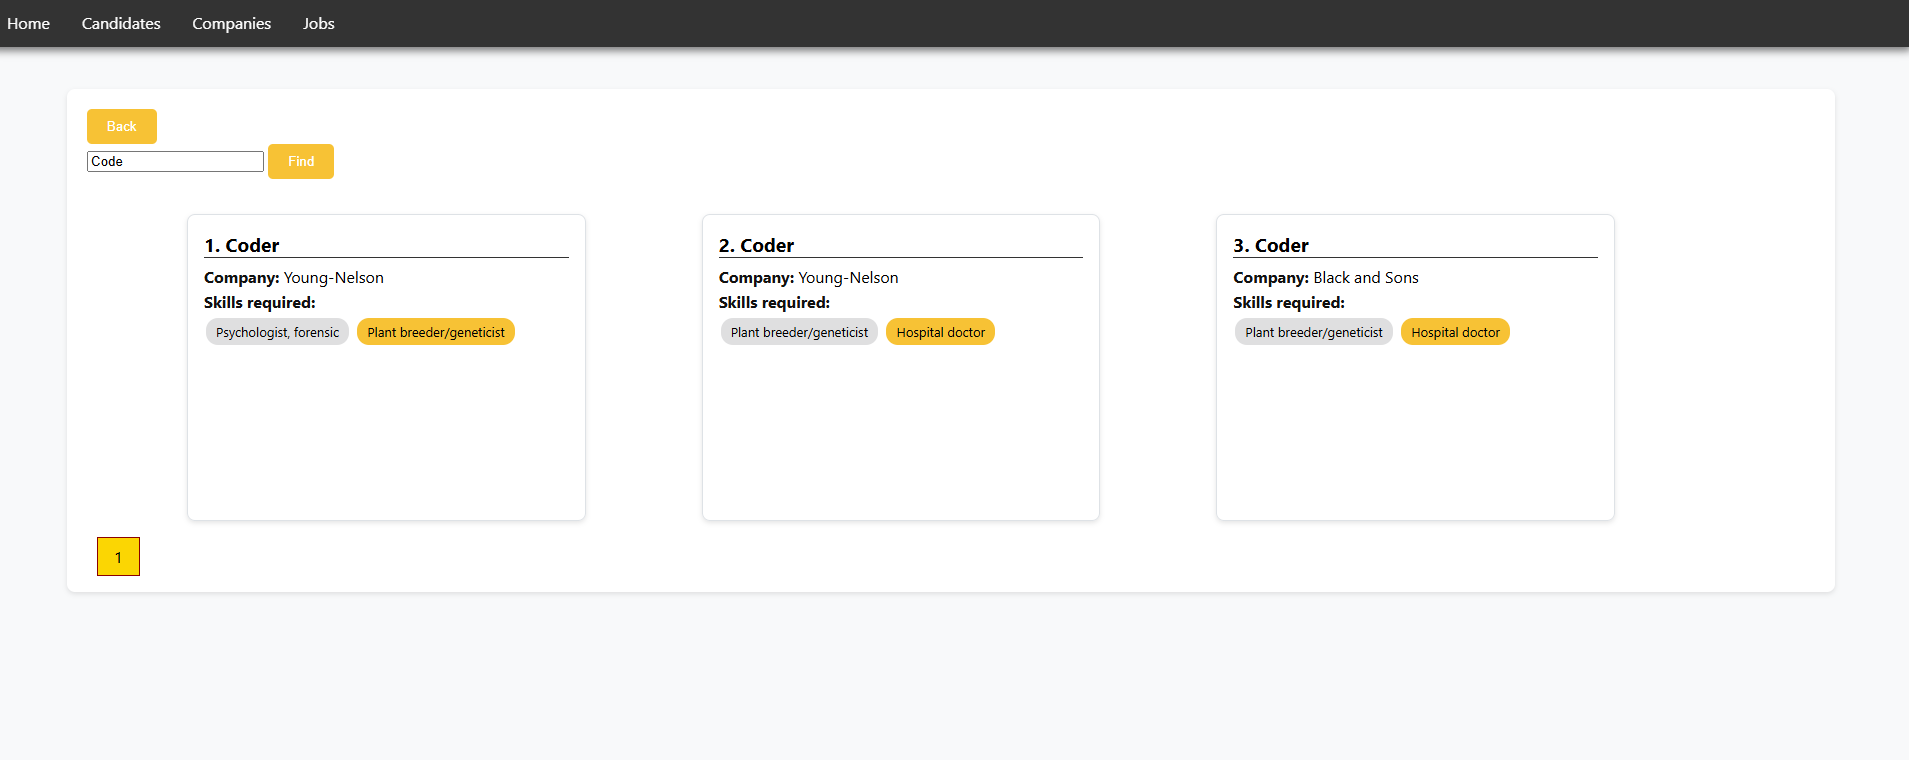 Home Candidates Companies Jobs
Back
Code Find
1. Coder
Company: Young-Nelson
Skills required:
Psychologist, forensic Plant breeder/geneticist
2. Coder
Company: Young-Nelson
Skills required:
Plant breeder/geneticist Hospital doctor
3. Coder
Company: Black and Sons
Skills required:
Plant breeder/geneticist Hospital doctor
1